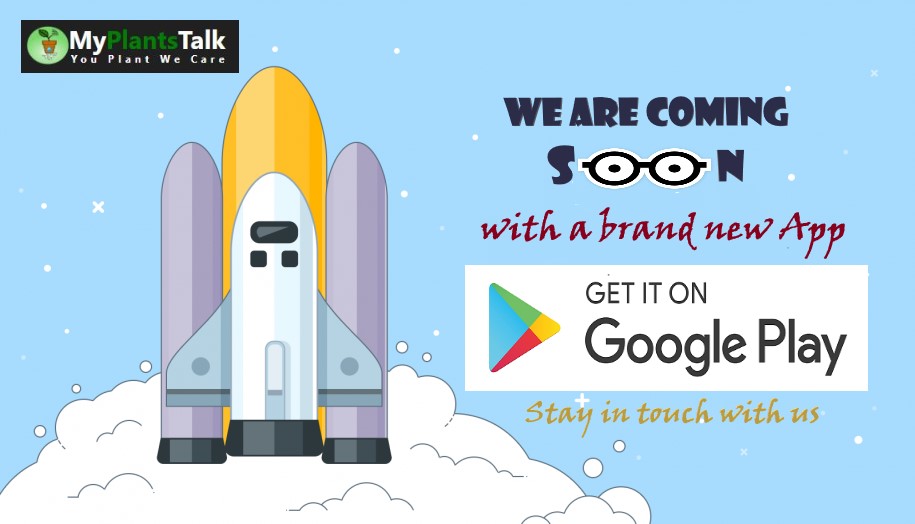 MyPlantsTalk
You Plant We Care
WE ARE COMING
SOON
with a brand new App
GET IT ON
Google Play
Stay in touch with us